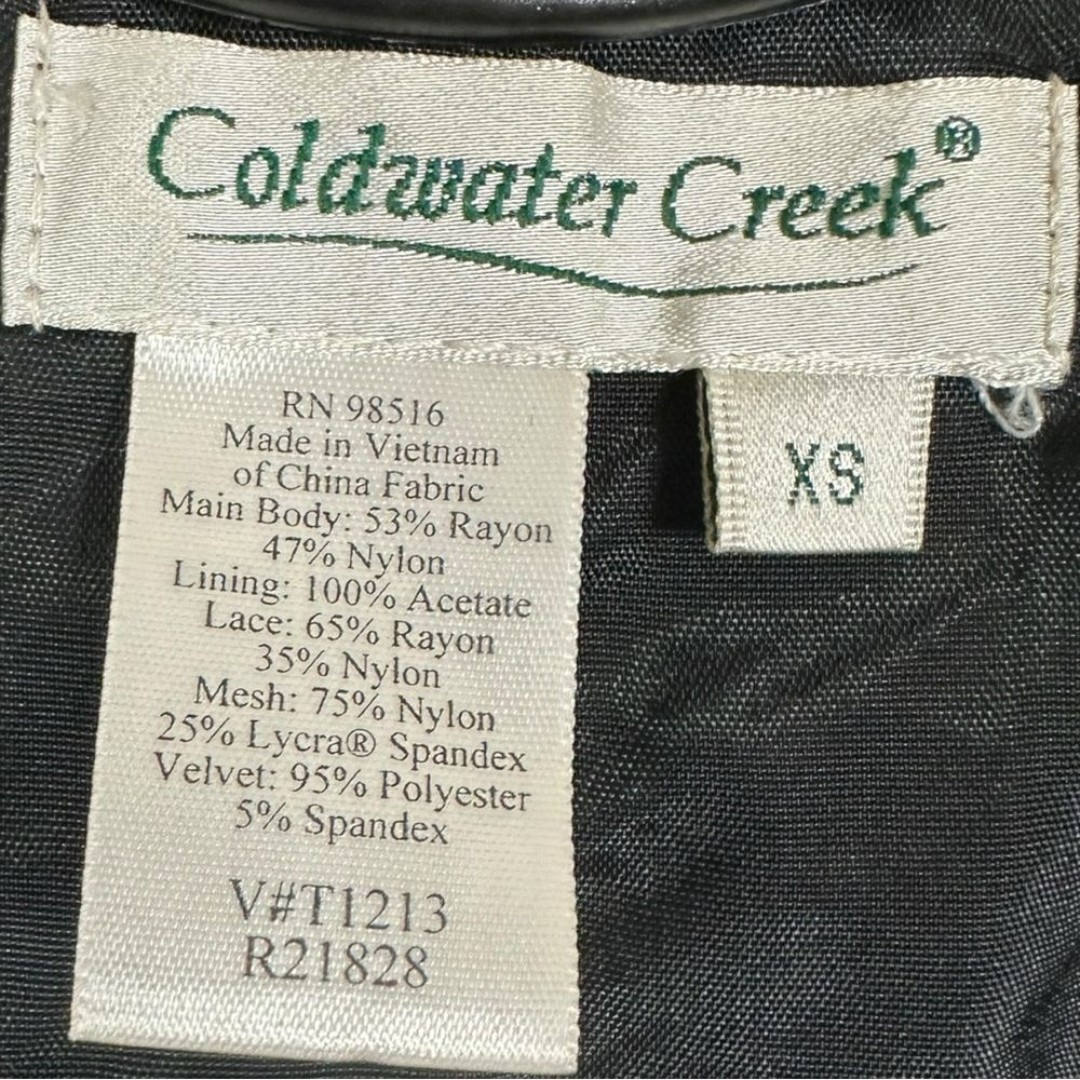 Coldwater Creek®
XS
RN 98516
Made in Vietnam
of China Fabric
Main Body: 53% Rayon
47% Nylon
Lining: 100% Acetate
Lace: 65% Rayon
35% Nylon
Mesh: 75% Nylon
25% Lycra® Spandex
Velvet: 95% Polyester
5% Spandex
V#T1213
R21828